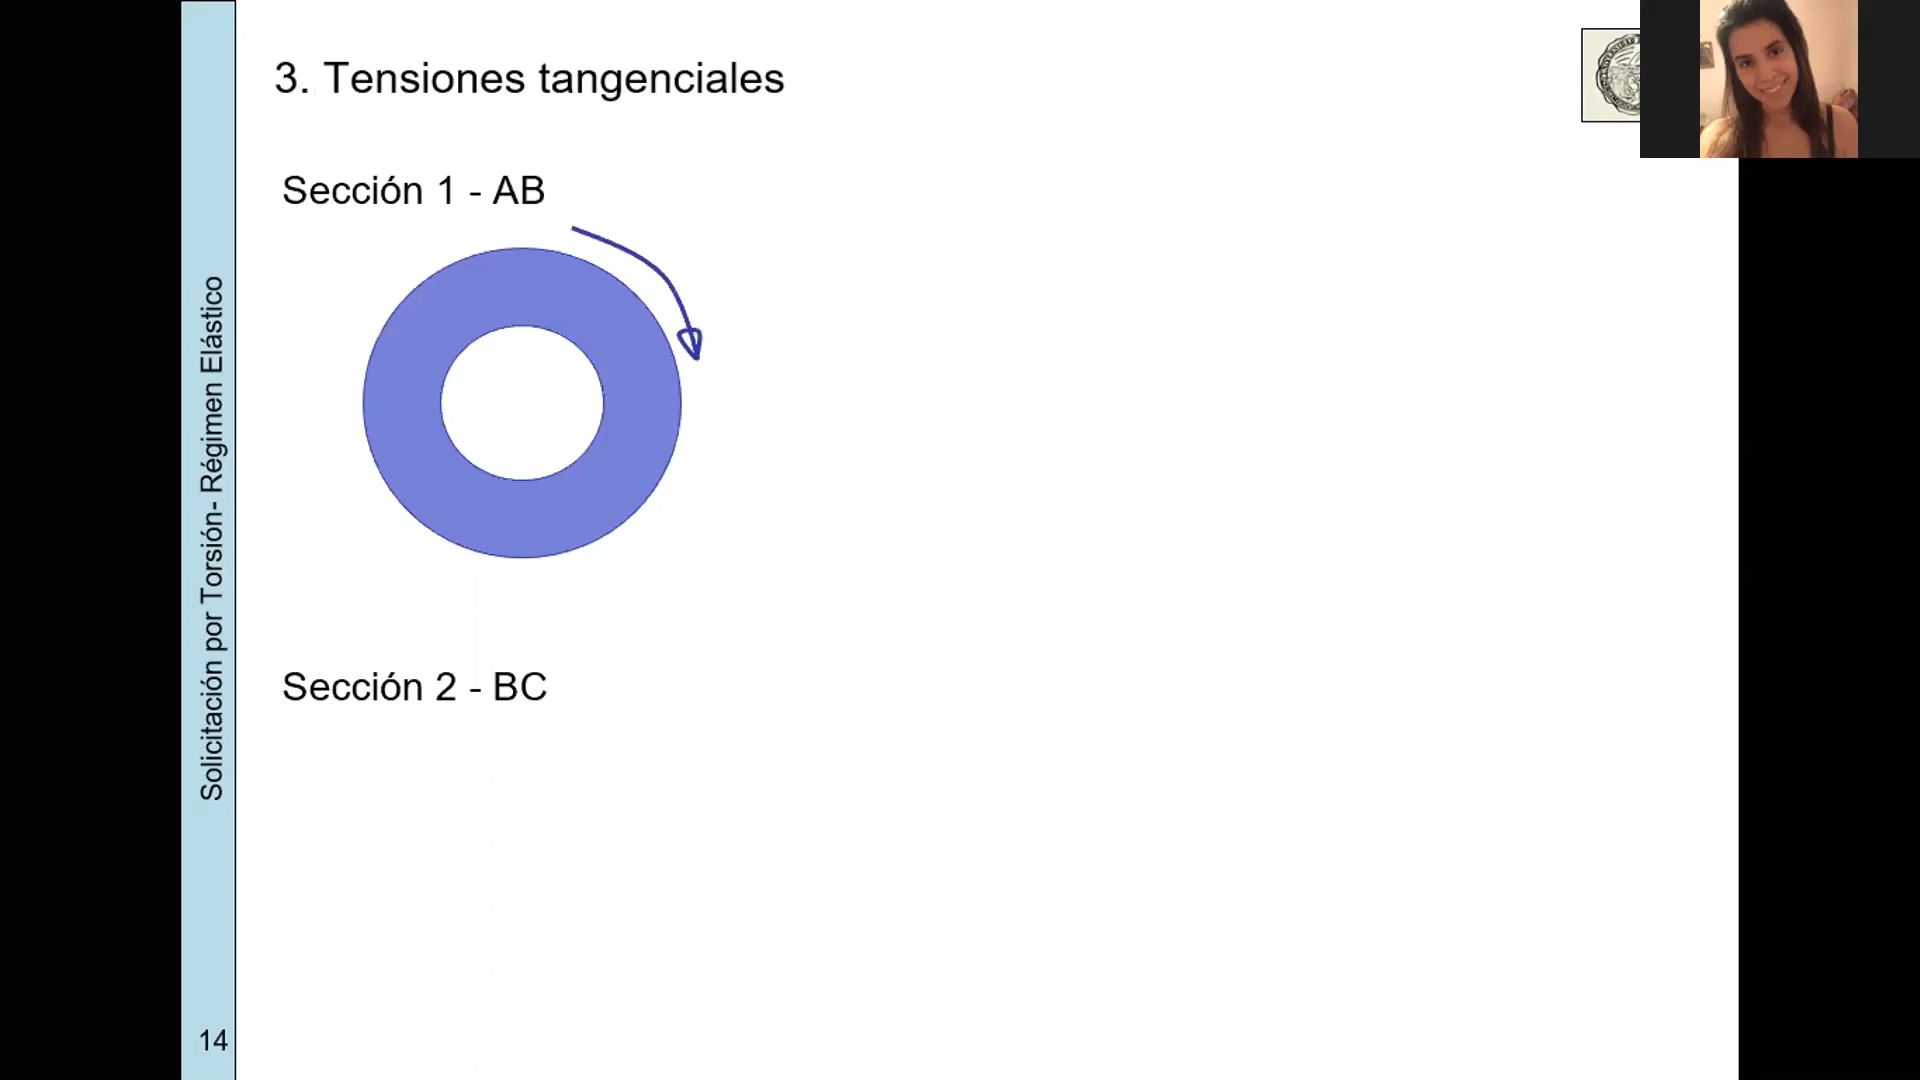 3. Tensiones tangenciales
Sección 1 - AB
Sección 2 - BC
Solicitación por Torsión- Régimen Elástico
14